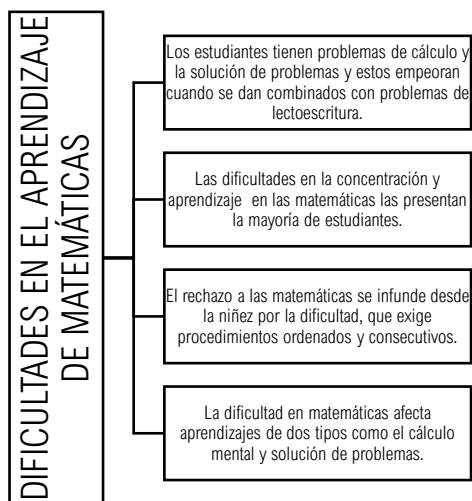 DIFICULTADES EN EL APRENDIZAJE
DE MATEMÁTICAS
Los estudiantes tienen problemas de cálculo y
la solución de problemas y estos empeoran
cuando se dan combinados con problemas de
lectoescritura.
Las dificultades en la concentración y
aprendizaje en las matemáticas las presentan
la mayoría de estudiantes.
El rechazo a las matemáticas se infunde desde
la niñez por la dificultad, que exige
procedimientos ordenados y consecutivos.
La dificultad en matemáticas afecta
aprendizajes de dos tipos como el cálculo
mental y solución de problemas.